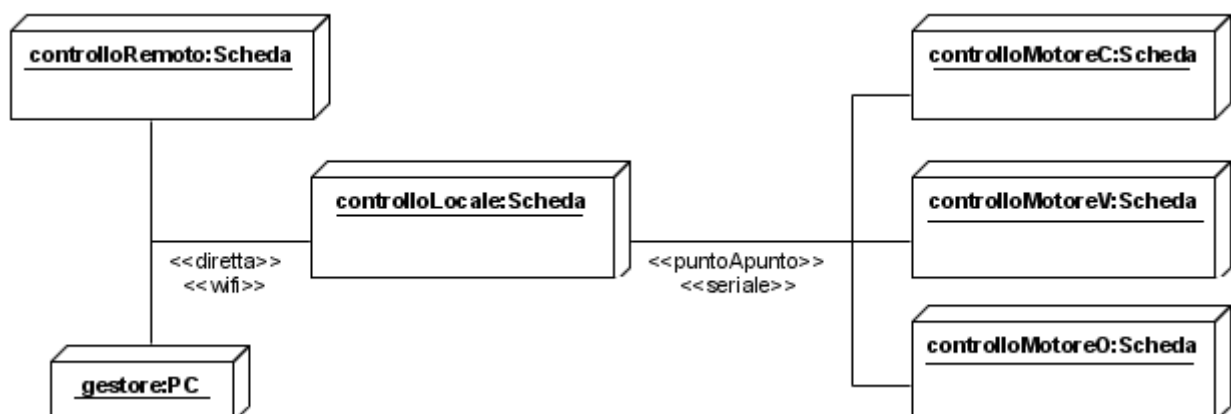 controlloRemoto:Scheda
controlloMotoreC:Scheda
controlloLocale:Scheda
controlloMotoreV:Scheda
<<diretta>>
<<wifi>>
<<puntoApunto>>
<<seriale>>
controlloMotoreO:Scheda
gestore:PC